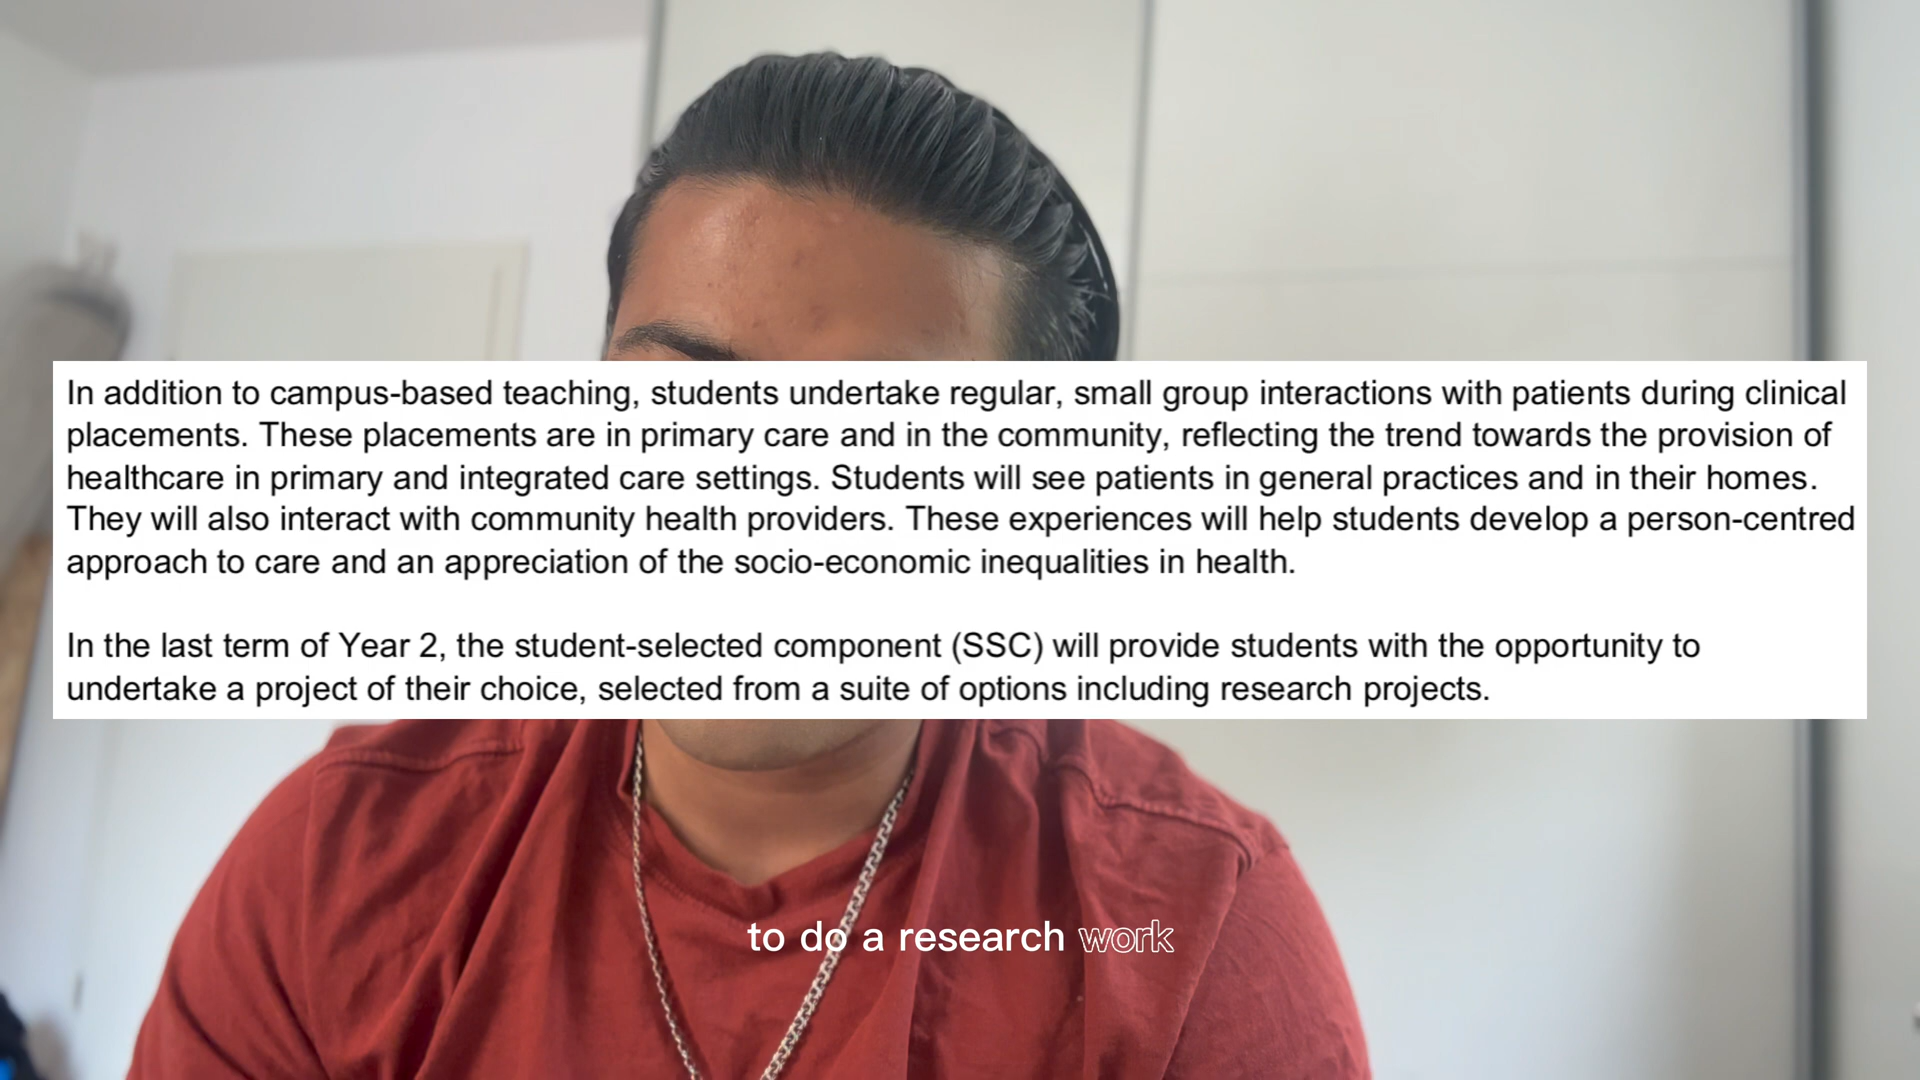 In addition to campus-based teaching, students undertake regular, small group interactions with patients during clinical
placements. These placements are in primary care and in the community, reflecting the trend towards the provision of
healthcare in primary and integrated care settings. Students will see patients in general practices and in their homes.
They will also interact with community health providers. These experiences will help students develop a person-centred
approach to care and an appreciation of the socio-economic inequalities in health.
In the last term of Year 2, the student-selected component (SSC) will provide students with the opportunity to
undertake a project of their choice, selected from a suite of options including research projects.
to do a research work